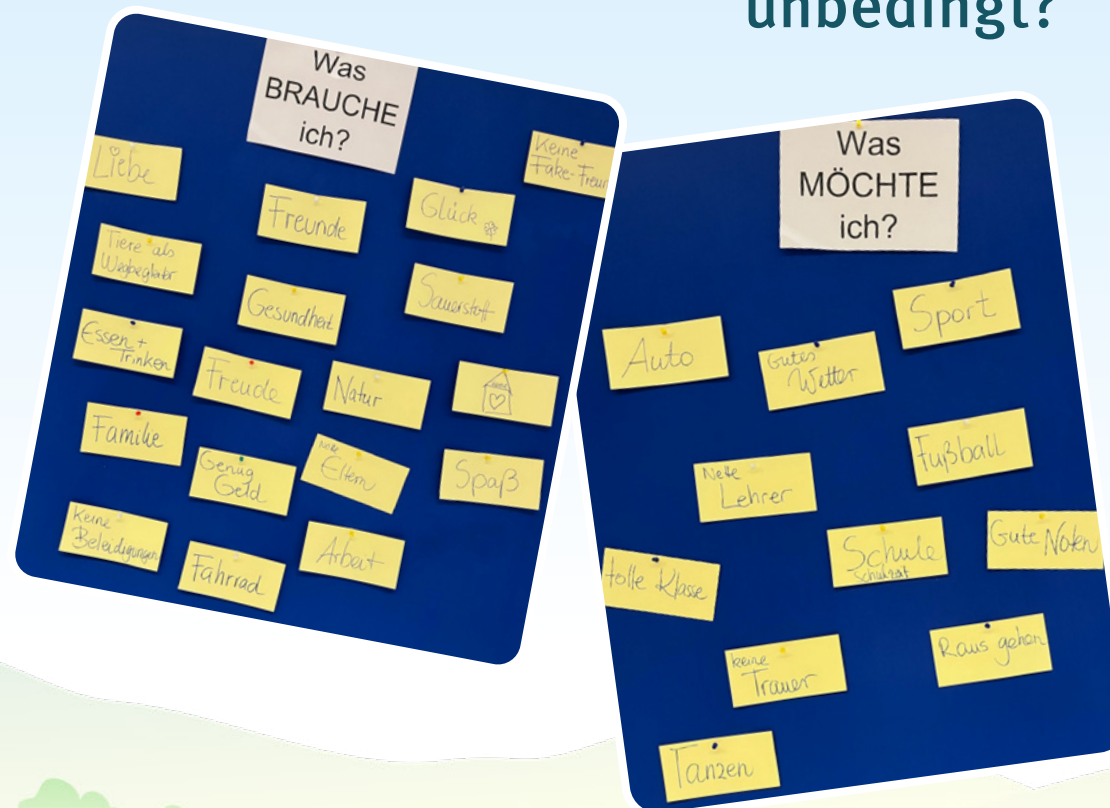 unbedingt?
Was
BRAUCHE
ich?
Liebe
Keine
Fake-Freun
Freunde
Glück
Tiere als
Wegbegleiter
Gesundheit
Sauerstoff
Essen +
Trinken
Freude
Natur
Familie
Genug
Geld
Nette
Eltern
Spaß
Keine
Beleidigungen
Fahrrad
Arbeit
Was
MÖCHTE
ich?
Sport
Auto
Gutes
Wetter
Fußball
Nette
Lehrer
Schule
Gute Noten
tolle Klasse
keine
Trauer
Raus gehen
Tanzen